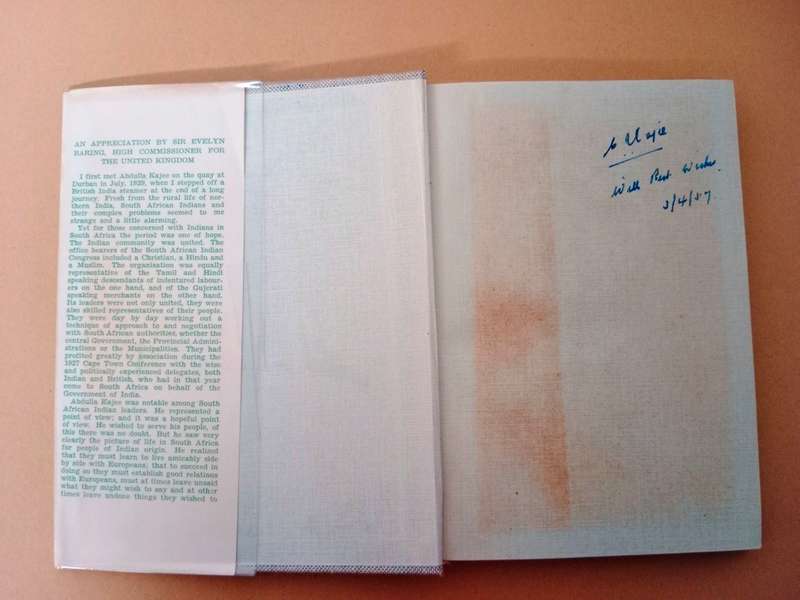 AN APPRECIATION BY SIR EVELYN
BARING, HIGH COMMISSIONER FOR
THE UNITED KINGDOM
I first met Abdulla Kajee on the quay at
Durban in July, 1929, when I stepped off a
British India steamer at the end of a long
journey. Fresh from the rural life of nor-
thern India, South African Indians and
their complex problems seemed to me
strange and a little alarming.
Yet for those concerned with Indians in
South Africa the period was one of hope.
The Indian community was united. The
office bearers of the South African Indian
Congress included a Christian, a Hindu and
a Muslim. The organisation was equally
representative of the Tamil and Hindi
speaking descendants of indentured labour-
ers on the one hand, and of the Gujerati
speaking merchants on the other hand.
Its leaders were not only united, they were
also skilled representatives of their people.
They were day by day working out a
technique of approach to and negotiation
with South African authorities, whether the
central Government, the Provincial Admini-
strations or the Municipalities. They had
profited greatly by association during the
1927 Cape Town Conference with the wise
and politically experienced delegates, both
Indian and British, who had in that year
come to South Africa on behalf of the
Government of India.
Abdulla Kajee was notable among South
African Indian leaders. He represented a
point of view; and it was a hopeful point
of view. He wished to serve his people, of
this there was no doubt. But he saw very
clearly the picture of life in South Africa
for people of Indian origin. He realized
that they must learn to live amicably side
by side with Europeans; that to succeed in
doing so they must establish good relations
with Europeans, must at times leave unsaid
what they might wish to say and at other
times leave undone things they wished to
With Best Wishes
3/4/57